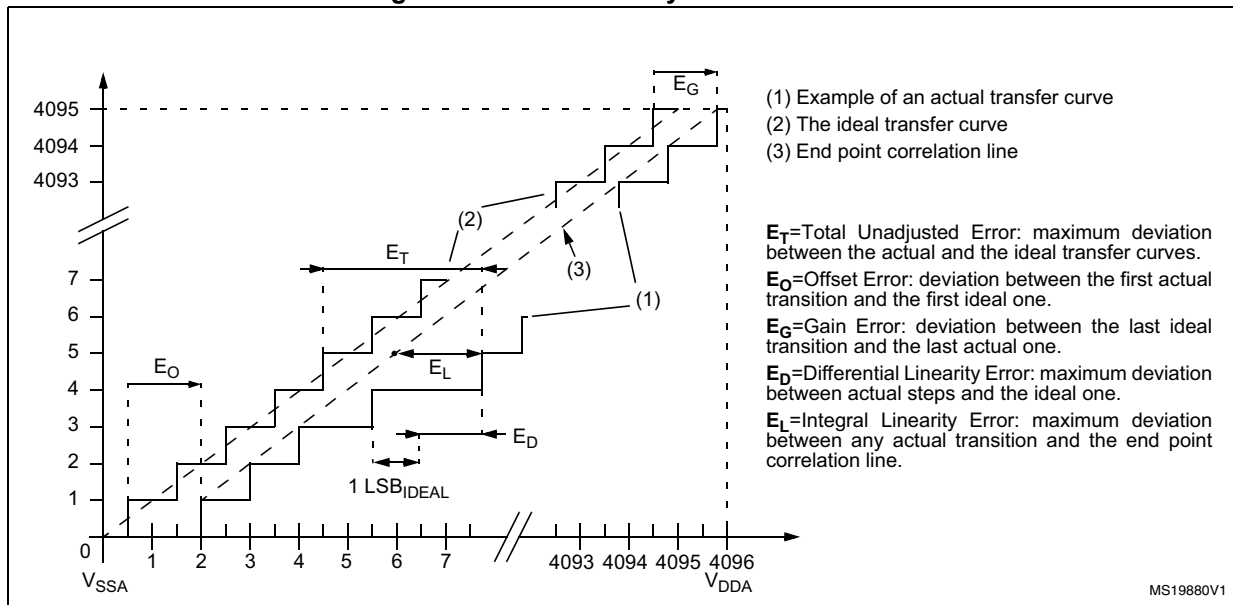 E_G
4095
4094
4093
7
6
5
4
3
2
1
0
(2)
E_T
(3)
(1)
E_O
E_L
E_D
1 LSB_IDEAL
1 2 3 4 5 6 7 4093 4094 4095 4096
V_SSA V_DDA
(1) Example of an actual transfer curve
(2) The ideal transfer curve
(3) End point correlation line
E_T=Total Unadjusted Error: maximum deviation
between the actual and the ideal transfer curves.
E_O=Offset Error: deviation between the first actual
transition and the first ideal one.
E_G=Gain Error: deviation between the last ideal
transition and the last actual one.
E_D=Differential Linearity Error: maximum deviation
between actual steps and the ideal one.
E_L=Integral Linearity Error: maximum deviation
between any actual transition and the end point
correlation line.
MS19880V1